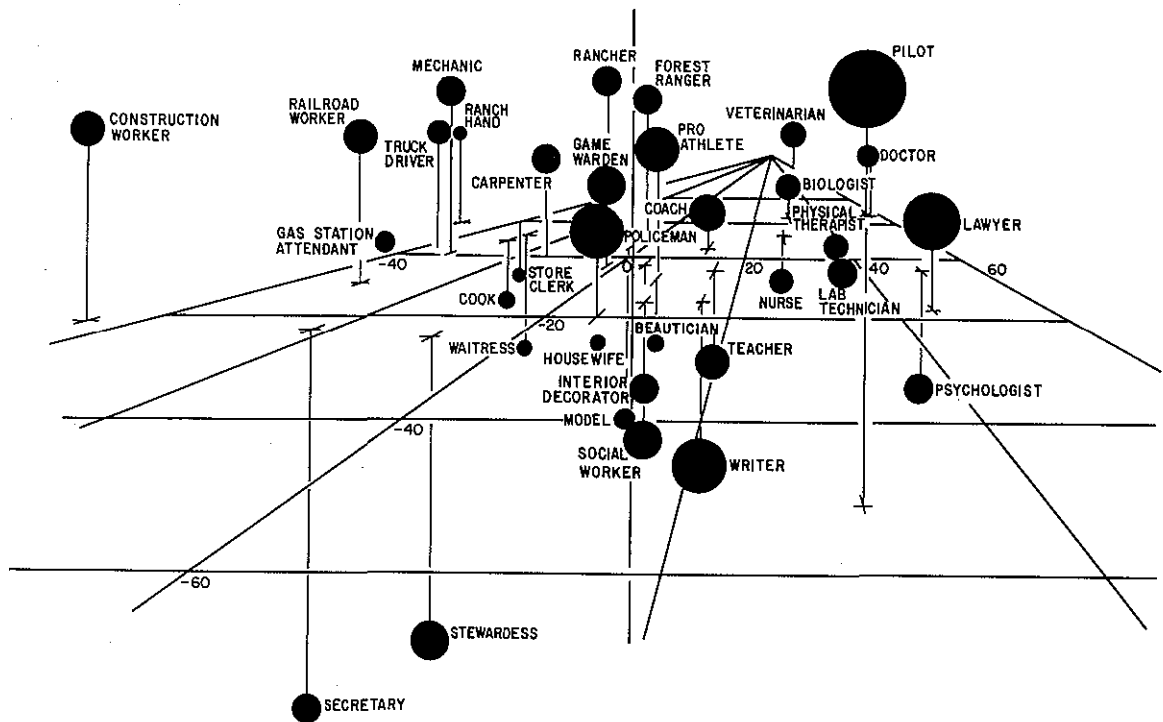 PILOT
RANCHER
FOREST
RANGER
MECHANIC
RAILROAD
WORKER
RANCH
HAND
VETERINARIAN
CONSTRUCTION
WORKER
TRUCK
DRIVER
GAME
WARDEN
PRO
ATHLETE
DOCTOR
CARPENTER
BIOLOGIST
COACH
PHYSICAL
THERAPIST
LAWYER
GAS STATION
ATTENDANT
POLICEMAN
-40
0
20
40
60
STORE
CLERK
COOK
NURSE
LAB
TECHNICIAN
-20
BEAUTICIAN
WAITRESS
HOUSEWIFE
TEACHER
INTERIOR
DECORATOR
PSYCHOLOGIST
MODEL
-40
SOCIAL
WORKER
WRITER
-60
STEWARDESS
SECRETARY